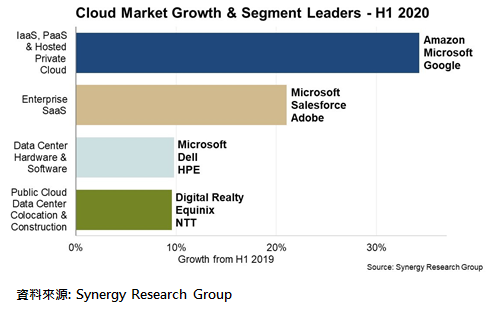 Cloud Market Growth & Segment Leaders - H1 2020
IaaS, PaaS
& Hosted
Private
Cloud
Amazon
Microsoft
Google
Enterprise
SaaS
Microsoft
Salesforce
Adobe
Data Center
Hardware &
Software
Microsoft
Dell
HPE
Public Cloud
Data Center
Colocation &
Construction
Digital Realty
Equinix
NTT
0%
10%
20%
30%
Growth from H1 2019
Source: Synergy Research Group
資料來源: Synergy Research Group